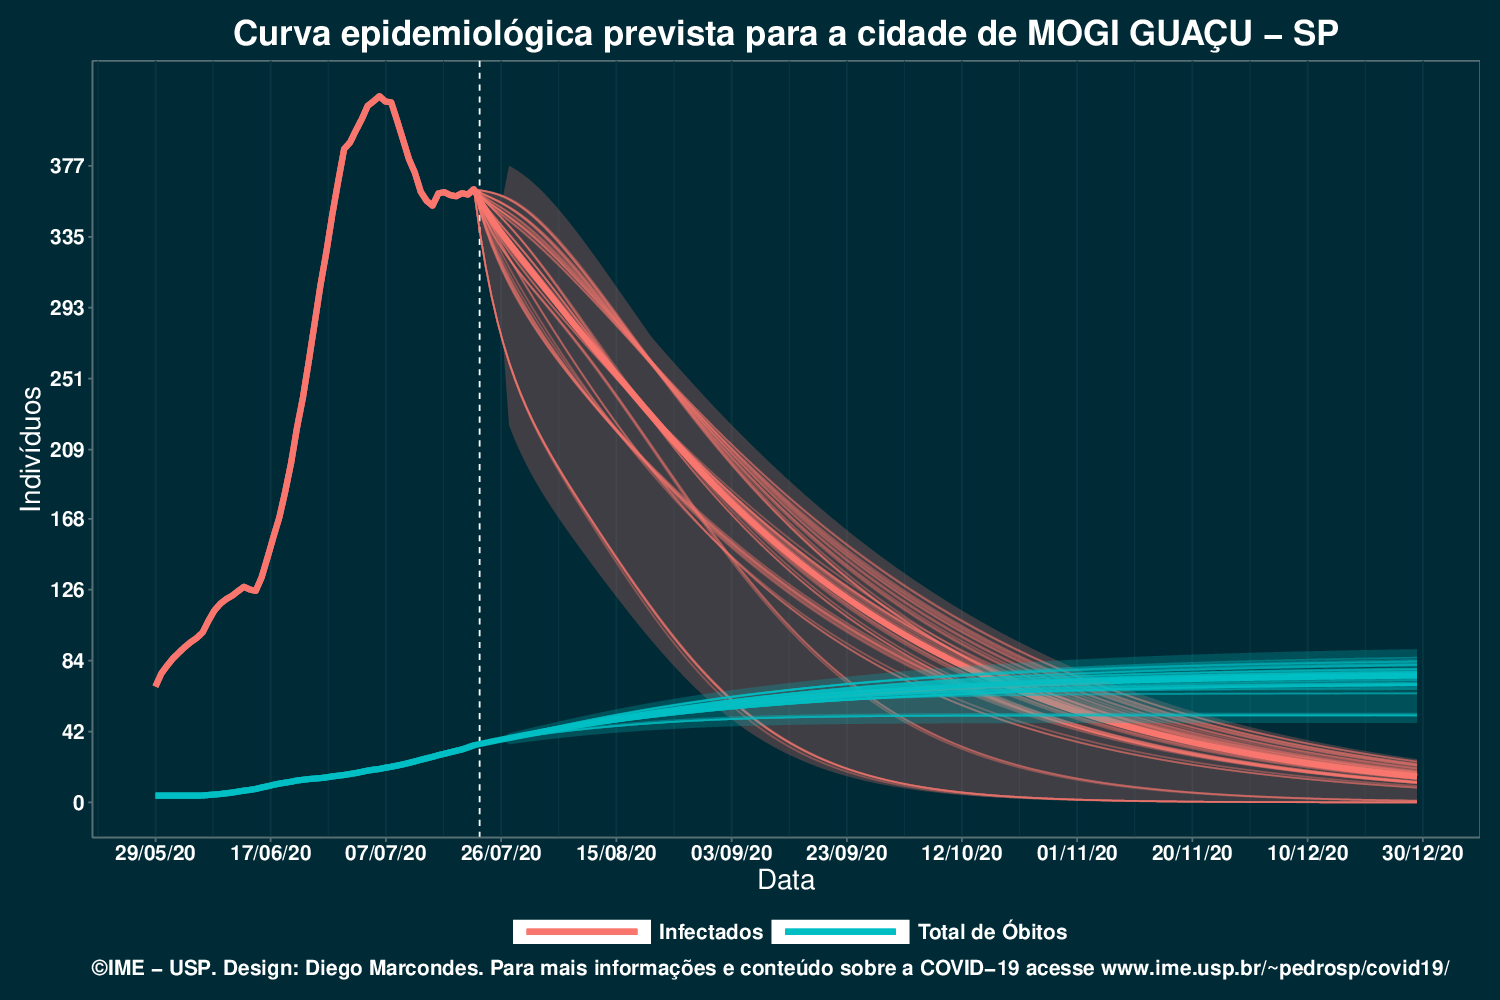 Curva epidemiológica prevista para a cidade de MOGI GUAÇU – SP
Indivíduos
377
335
293
251
209
168
126
84
42
0
29/05/20 17/06/20 07/07/20 26/07/20 15/08/20 03/09/20 23/09/20 12/10/20 01/11/20 20/11/20 10/12/20 30/12/20
Data
Infectados Total de Óbitos
©IME – USP. Design: Diego Marcondes. Para mais informações e conteúdo sobre a COVID–19 acesse www.ime.usp.br/~pedrosp/covid19/